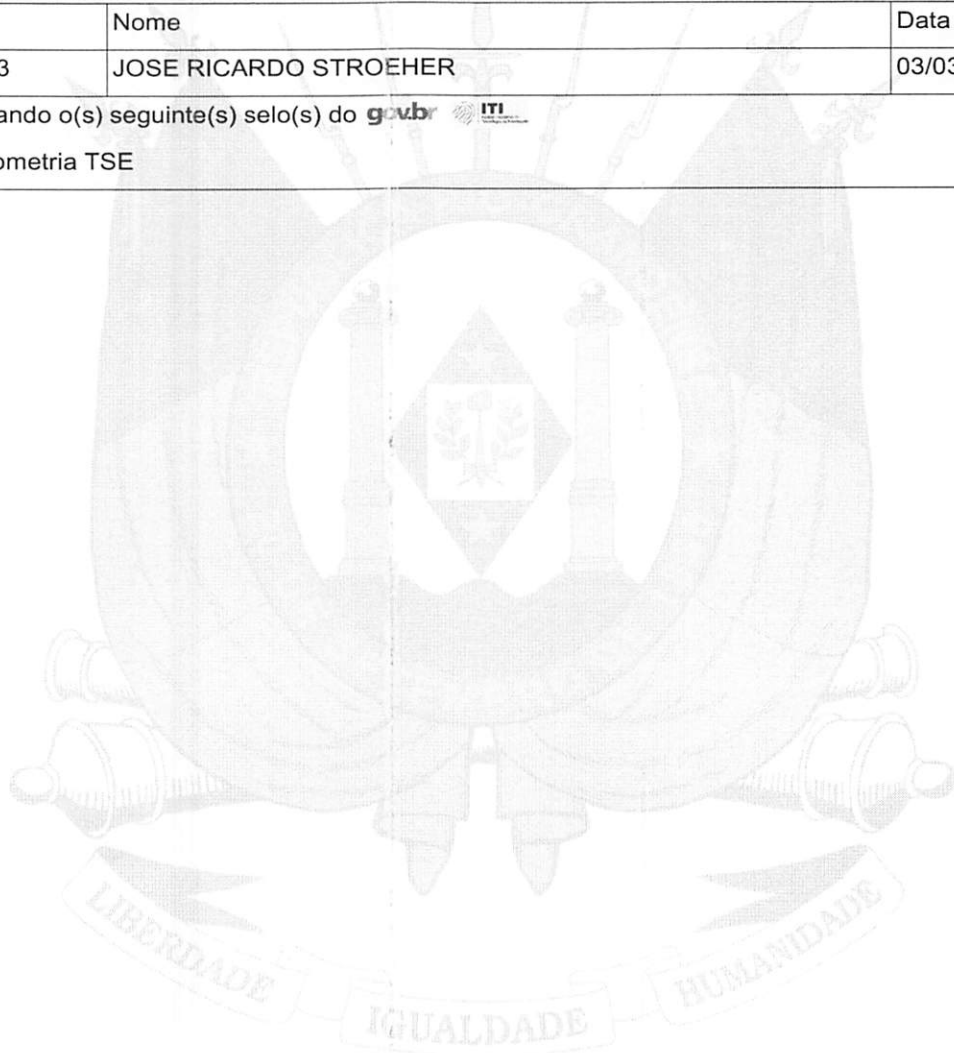 Nome Data
3 JOSE RICARDO STROEHER 03/03
ando o(s) seguinte(s) selo(s) do gov.br ITI
ometria TSE
LIBERDADE
IGUALDADE
HUMANIDADE